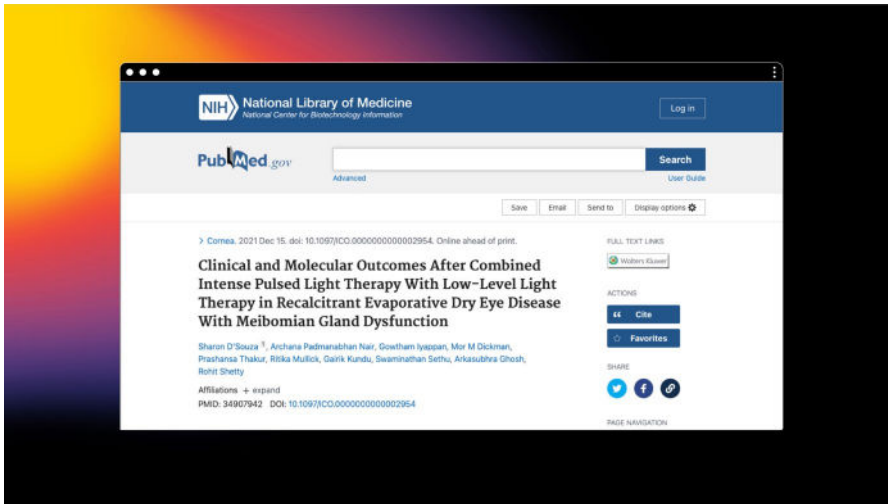 NIH
National Library of Medicine
National Center for Biotechnology Information
Log in
PubMed.gov
Search
Advanced
User Guide
Save
Email
Send to
Display options
> Cornea. 2021 Dec 15. doi: 10.1097/ICO.0000000000002954. Online ahead of print.
Clinical and Molecular Outcomes After Combined
Intense Pulsed Light Therapy With Low-Level Light
Therapy in Recalcitrant Evaporative Dry Eye Disease
With Meibomian Gland Dysfunction
Sharon D'Souza 1, Archana Padmanabhan Nair, Gowtham Iyappan, Mor M Dickman,
Prashansa Thakur, Ritika Mullick, Gairik Kundu, Swaminathan Sethu, Arkasubhra Ghosh,
Rohit Shetty
Affiliations + expand
PMID: 34907942 DOI: 10.1097/ICO.0000000000002954
FULL TEXT LINKS
Wolters Kluwer
ACTIONS
Cite
Favorites
SHARE
PAGE NAVIGATION